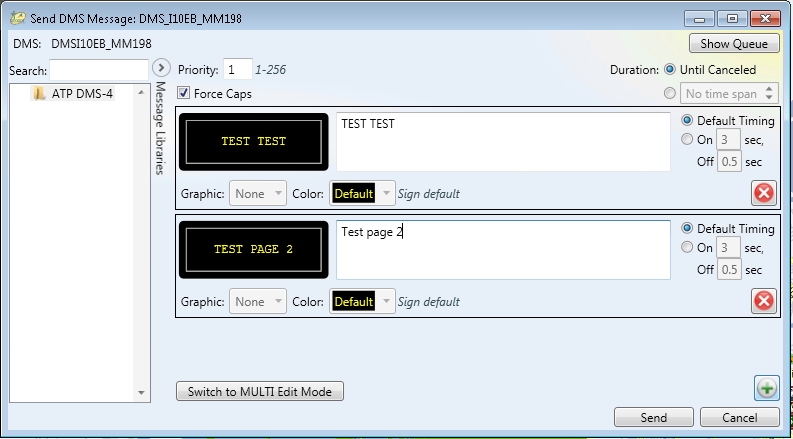 Send DMS Message: DMS_I10EB_MM198
DMS: DMSI10EB_MM198
Show Queue
Search:
Priority: 1 1-256
Duration: Until Canceled
ATP DMS-4
Message Libraries
Force Caps
No time span
TEST TEST
TEST TEST
Default Timing
On 3 sec,
Off 0.5 sec
Graphic: None Color: Default Sign default
TEST PAGE 2
Test page 2
Default Timing
On 3 sec,
Off 0.5 sec
Graphic: None Color: Default Sign default
Switch to MULTI Edit Mode
Send
Cancel